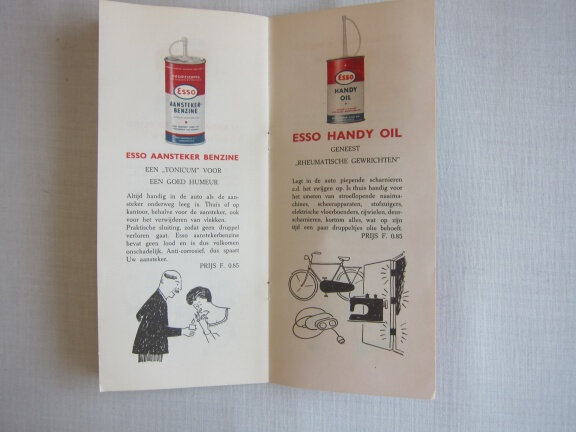 Esso
AANSTEKER-
BENZINE
ESSO AANSTEKER BENZINE
EEN „TONICUM” VOOR
EEN GOED HUMEUR
Altijd handig in de auto als de aan-
steker onderweg leeg is. Thuis of op
kantoor, behalve voor de aansteker, ook
voor het verwijderen van vlekken.
Praktische sluiting, zodat geen druppel
verloren gaat. Esso aanstekerbenzine
bevat geen lood en is dus volkomen
onschadelijk. Anti-corrosief, dus spaart
Uw aansteker.
PRIJS F. 0.65
Esso
HANDY
OIL
ESSO HANDY OIL
GENEEST
„RHEUMATISCHE GEWRICHTEN”
Legt in de auto piepende scharnieren
e.d. het zwijgen op. Is thuis handig voor
het smeren van stroeflopende naaima-
chines, scheerapparaten, stofzuigers,
elektrische vloerboenders, rijwielen, deur-
scharnieren, kortom alles, wat op zijn
tijd een paar druppeltjes olie behoeft.
PRIJS F. 0.85